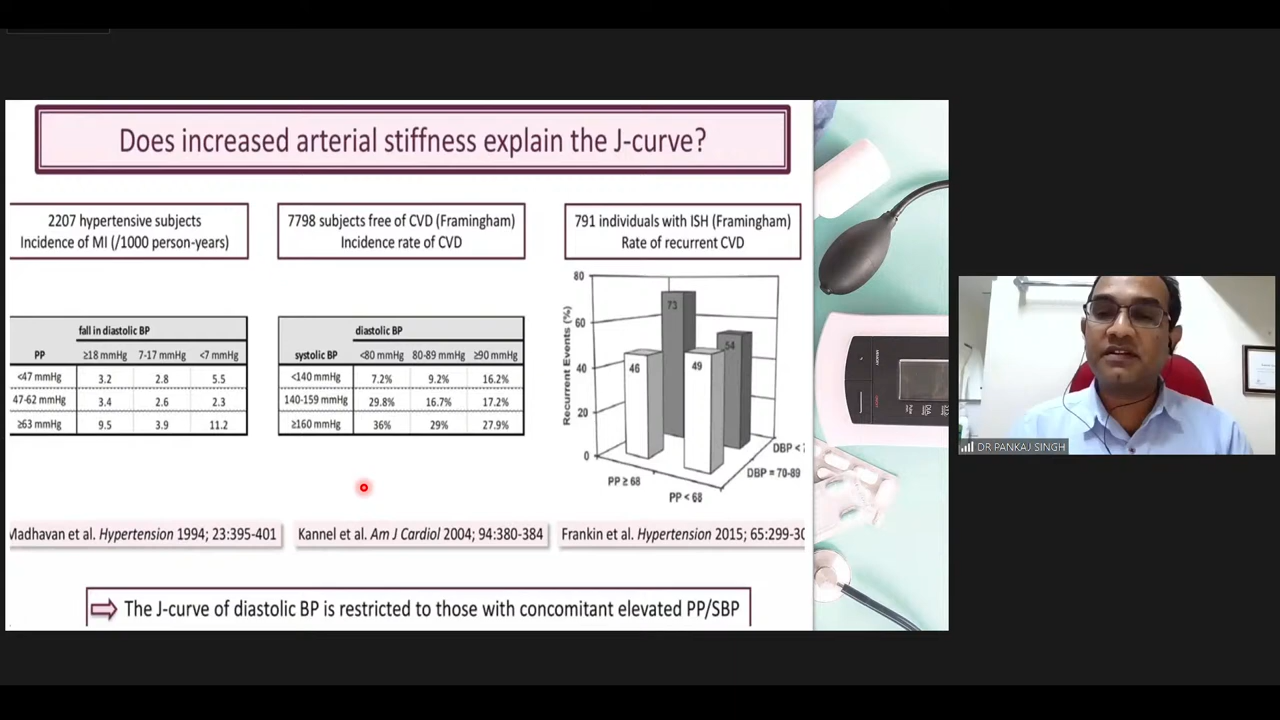 Does increased arterial stiffness explain the J-curve?
2207 hypertensive subjects
Incidence of MI (/1000 person-years)
fall in diastolic BP
PP ≥18 mmHg 7-17 mmHg <7 mmHg
<47 mmHg 3.2 2.8 5.5
47-62 mmHg 3.4 2.6 2.3
≥63 mmHg 9.5 3.9 11.2
Madhavan et al. Hypertension 1994; 23:395-401
7798 subjects free of CVD (Framingham)
Incidence rate of CVD
diastolic BP
systolic BP <80 mmHg 80-89 mmHg ≥90 mmHg
<140 mmHg 7.2% 9.2% 16.2%
140-159 mmHg 29.8% 16.7% 17.2%
≥160 mmHg 36% 29% 27.9%
Kannel et al. Am J Cardiol 2004; 94:380-384
791 individuals with ISH (Framingham)
Rate of recurrent CVD
Recurrent Events (%)
80
60
40
20
0
73
54
46
49
DBP <
DBP = 70-89
PP ≥ 68
PP < 68
Frankin et al. Hypertension 2015; 65:299-30
The J-curve of diastolic BP is restricted to those with concomitant elevated PP/SBP
DR PANKAJ SINGH